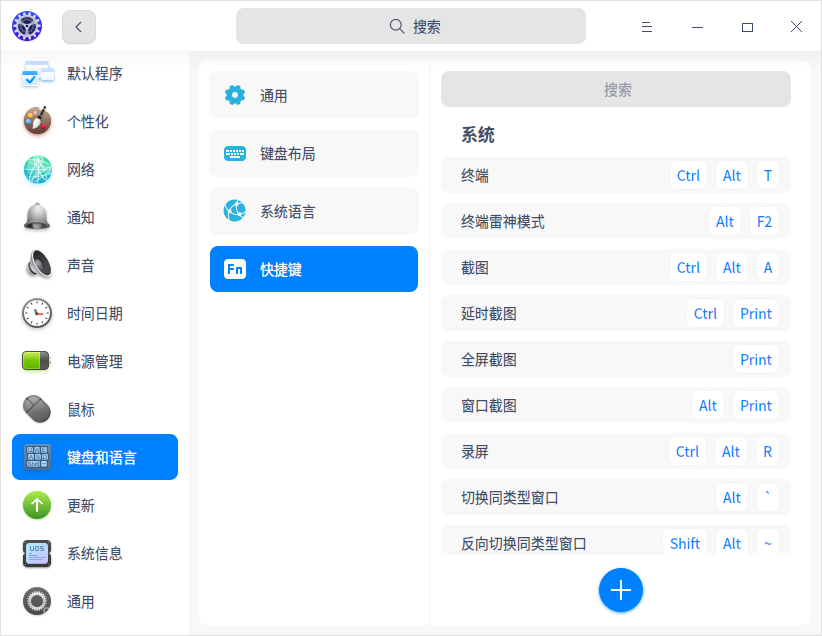 搜索
默认程序
个性化
网络
通知
声音
时间日期
电源管理
鼠标
键盘和语言
更新
UOS
系统信息
通用
通用
键盘布局
系统语言
Fn 快捷键
搜索
系统
终端 Ctrl Alt T
终端雷神模式 Alt F2
截图 Ctrl Alt A
延时截图 Ctrl Print
全屏截图 Print
窗口截图 Alt Print
录屏 Ctrl Alt R
切换同类型窗口 Alt `
反向切换同类型窗口 Shift Alt ~